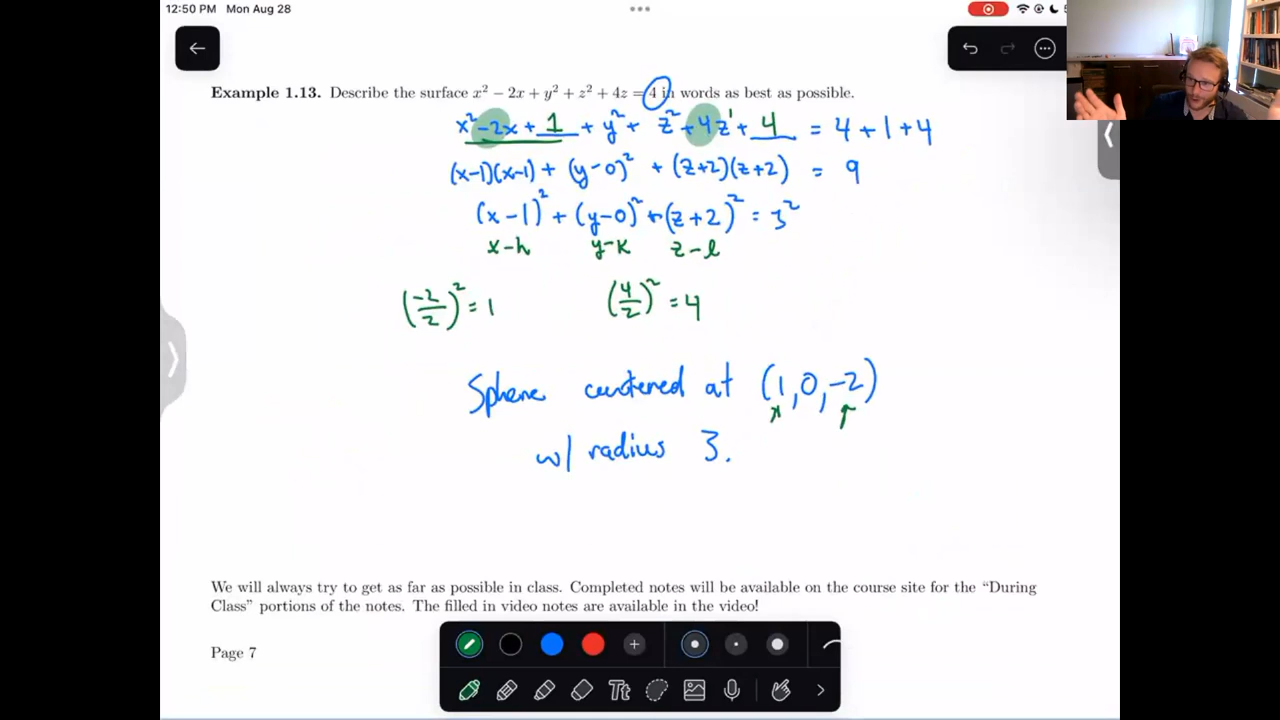 12:50 PM Mon Aug 28
Example 1.13. Describe the surface x² − 2x + y² + z² + 4z = 4 in words as best as possible.
x² −2x + 1 + y² + z² + 4z + 4 = 4 + 1 + 4
(x−1)(x−1) + (y−0)² + (z+2)(z+2) = 9
(x−1)² + (y−0)² + (z+2)² = 3²
x−h y−k z−l
(−2/2)² = 1 (4/2)² = 4
Sphere centered at (1, 0, −2)
w/ radius 3.
We will always try to get as far as possible in class. Completed notes will be available on the course site for the “During
Class” portions of the notes. The filled in video notes are available in the video!
Page 7
Tt